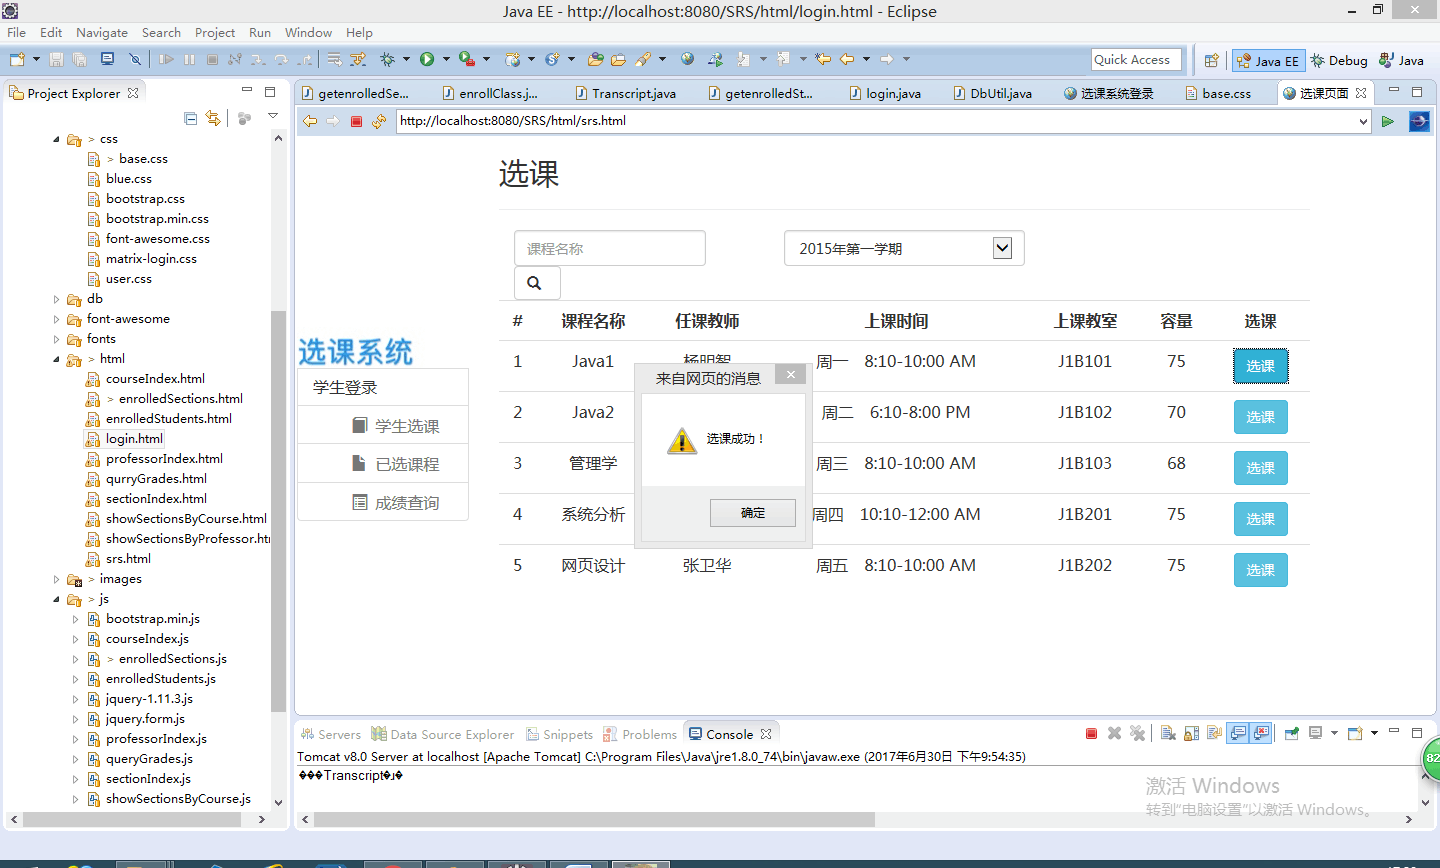 Java EE - http://localhost:8080/SRS/html/login.html - Eclipse
File Edit Navigate Search Project Run Window Help
Quick Access Java EE Debug Java
Project Explorer
css
> base.css
blue.css
bootstrap.css
bootstrap.min.css
font-awesome.css
matrix-login.css
user.css
db
font-awesome
fonts
> html
courseIndex.html
> enrolledSections.html
enrolledStudents.html
login.html
professorIndex.html
qurryGrades.html
sectionIndex.html
showSectionsByCourse.html
showSectionsByProfessor.htm
srs.html
> images
> js
bootstrap.min.js
courseIndex.js
> enrolledSections.js
enrolledStudents.js
jquery-1.11.3.js
jquery.form.js
professorIndex.js
queryGrades.js
sectionIndex.js
showSectionsByCourse.js
getenrolledSe... enrollClass.j... Transcript.java getenrolledSt... login.java DbUtil.java 选课系统登录 base.css 选课页面
http://localhost:8080/SRS/html/srs.html
选课
课程名称 2015年第一学期
选课系统
学生登录
学生选课
已选课程
成绩查询
# 课程名称 任课教师 上课时间 上课教室 容量 选课
1 Java1 杨明智 周一 8:10-10:00 AM J1B101 75 选课
2 Java2 周二 6:10-8:00 PM J1B102 70 选课
3 管理学 周三 8:10-10:00 AM J1B103 68 选课
4 系统分析 周四 10:10-12:00 AM J1B201 75 选课
5 网页设计 张卫华 周五 8:10-10:00 AM J1B202 75 选课
来自网页的消息
选课成功！
确定
Servers Data Source Explorer Snippets Problems Console
Tomcat v8.0 Server at localhost [Apache Tomcat] C:\Program Files\Java\jre1.8.0_74\bin\javaw.exe (2017年6月30日 下午9:54:35)
���Transcript�
激活 Windows
转到“电脑设置”以激活 Windows。
82